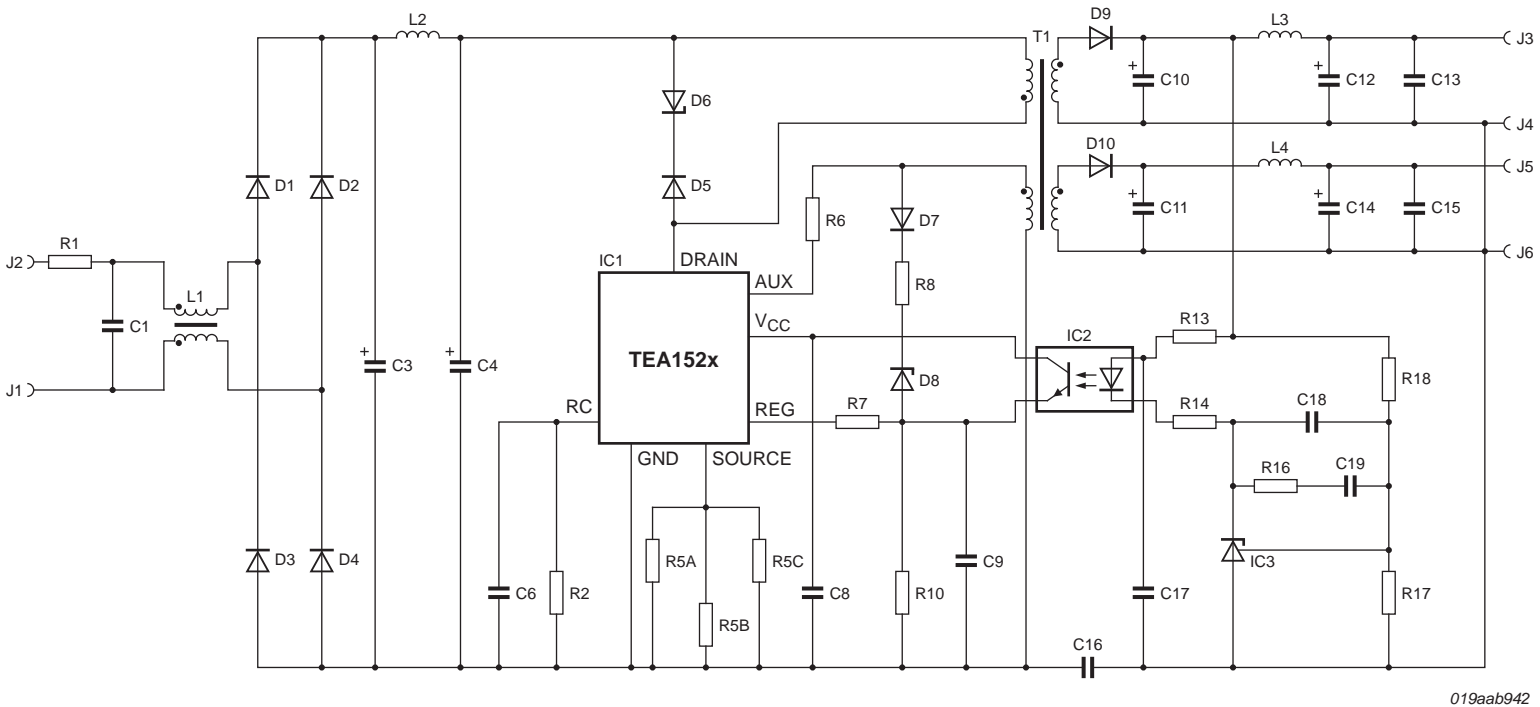 D9
L3
J3
T1
L2
C10
C12
C13
D6
J4
D10
L4
J5
D1
D2
D5
R6
D7
C11
C14
C15
R1
J2
IC1
DRAIN
J6
AUX
R8
L1
C1
VCC
IC2
R13
TEA152x
C3
C4
D8
R18
J1
RC
REG
R7
R14
C18
GND
SOURCE
R16
C19
D3
D4
R5A
R5C
C9
IC3
C6
R2
C8
R10
C17
R17
R5B
C16
019aab942